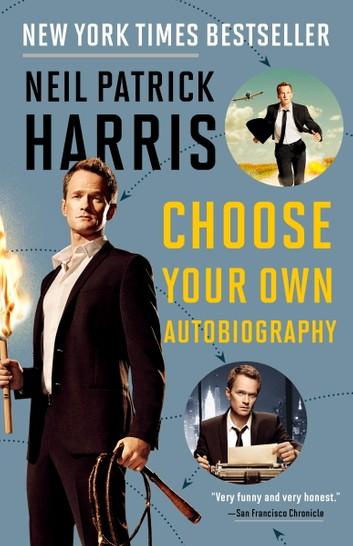 NEW YORK TIMES BESTSELLER
NEIL PATRICK
HARRIS
CHOOSE
YOUR OWN
AUTOBIOGRAPHY
"Very funny and very honest."
—San Francisco Chronicle